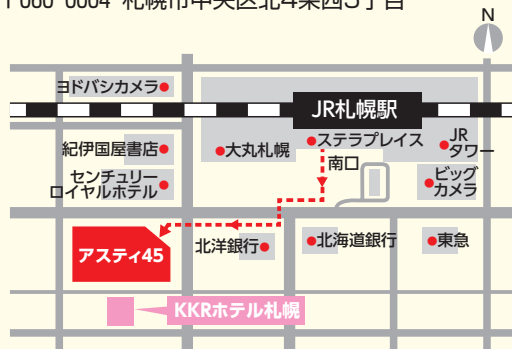 〒060-0004 札幌市中央区北4条西5丁目
N
ヨドバシカメラ
JR札幌駅
紀伊国屋書店
大丸札幌
ステラプレイス
JR
タワー
南口
センチュリー
ロイヤルホテル
ビッグ
カメラ
アスティ45
北洋銀行
北海道銀行
東急
KKRホテル札幌